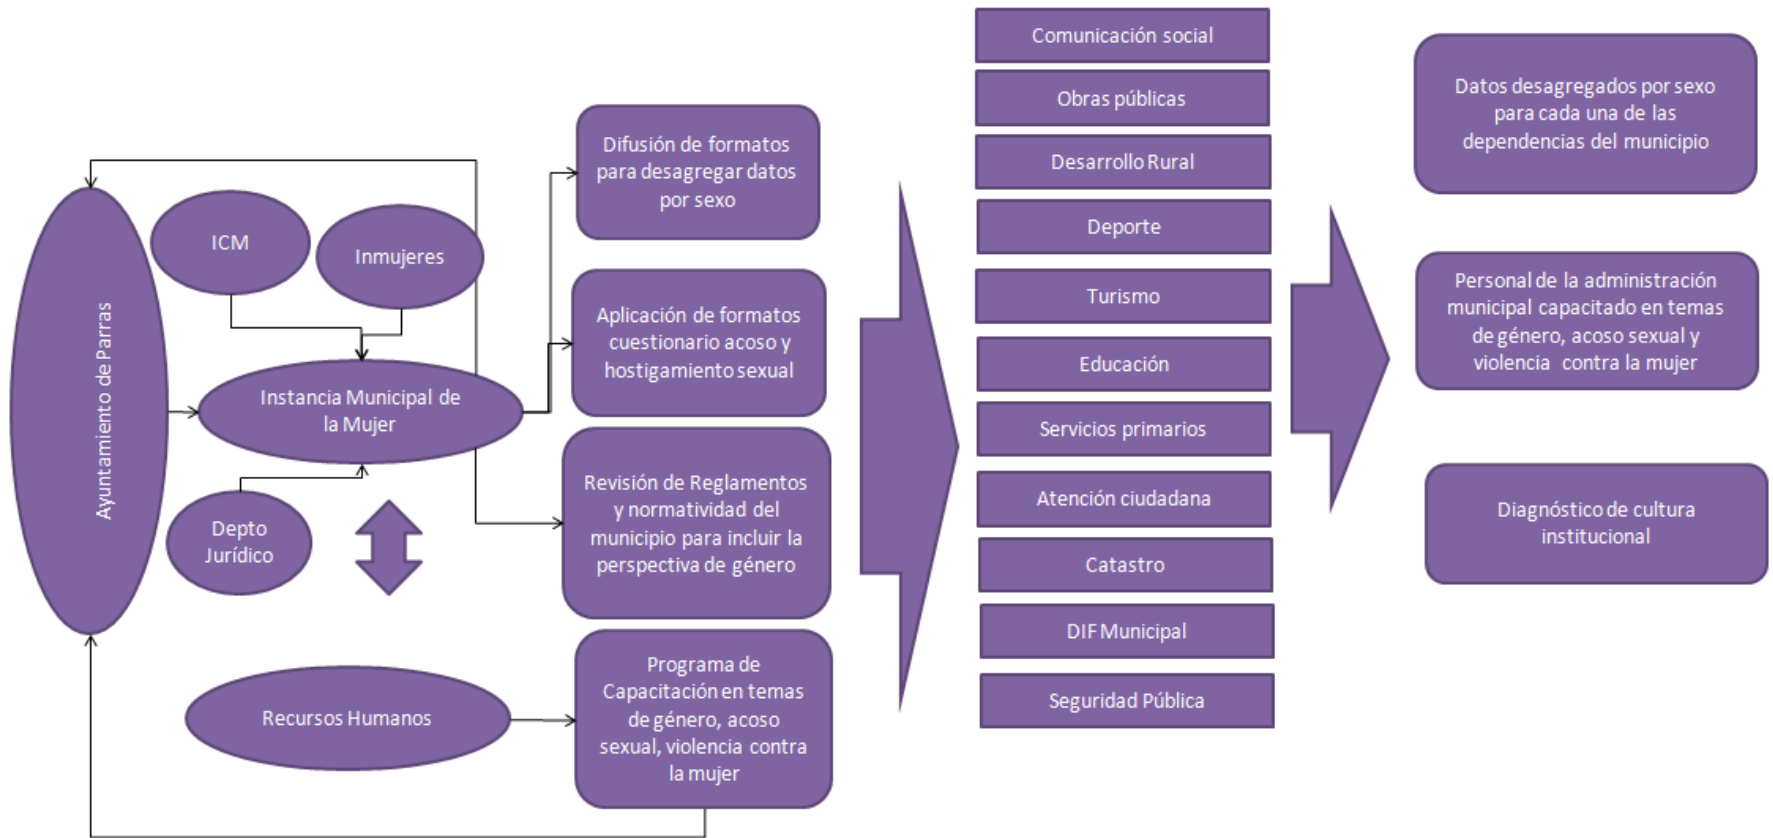 Ayuntamiento de Parras
ICM
Inmujeres
Instancia Municipal de
la Mujer
Depto
Jurídico
Recursos Humanos
Difusión de formatos
para desagregar datos
por sexo
Aplicación de formatos
cuestionario acoso y
hostigamiento sexual
Revisión de Reglamentos
y normatividad del
municipio para incluir la
perspectiva de género
Programa de
Capacitación en temas
de género, acoso
sexual, violencia contra
la mujer
Comunicación social
Obras públicas
Desarrollo Rural
Deporte
Turismo
Educación
Servicios primarios
Atención ciudadana
Catastro
DIF Municipal
Seguridad Pública
Datos desagregados por sexo
para cada una de las
dependencias del municipio
Personal de la administración
municipal capacitado en temas
de género, acoso sexual y
violencia contra la mujer
Diagnóstico de cultura
institucional